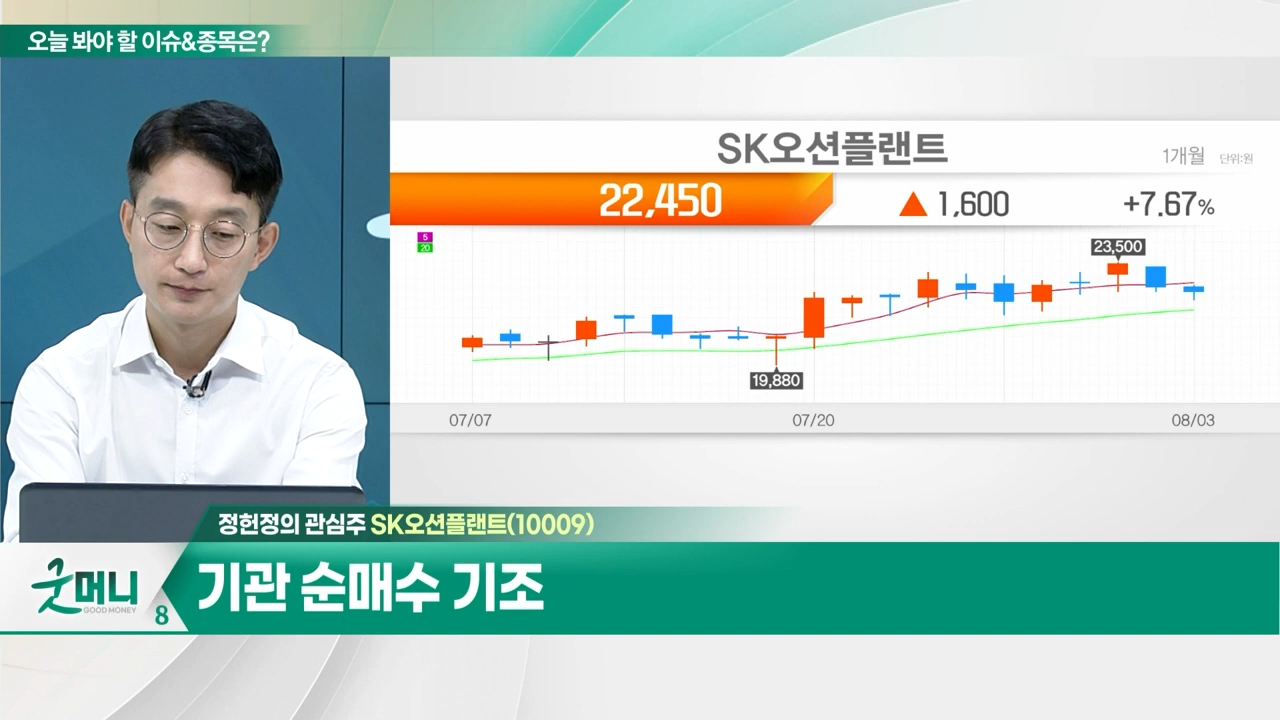 오늘 봐야 할 이슈&종목은?
SK오션플랜트
1개월 단위:원
22,450 ▲ 1,600 +7.67%
5
20
23,500
19,880
07/07 07/20 08/03
정헌정의 관심주 SK오션플랜트(10009)
굿머니
GOOD MONEY
8
기관 순매수 기조